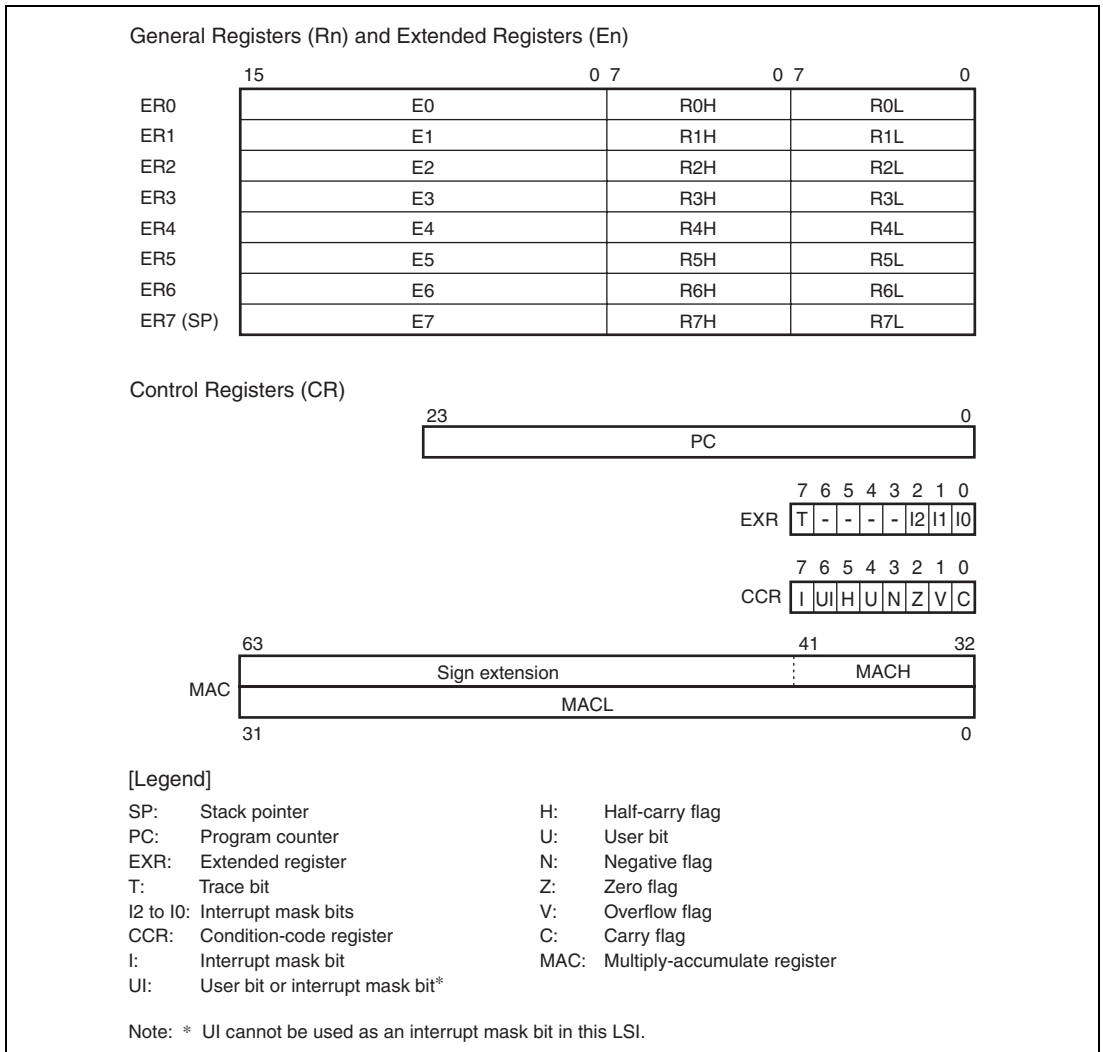 General Registers (Rn) and Extended Registers (En)
15 0 7 0 7 0
ER0 E0 R0H R0L
ER1 E1 R1H R1L
ER2 E2 R2H R2L
ER3 E3 R3H R3L
ER4 E4 R4H R4L
ER5 E5 R5H R5L
ER6 E6 R6H R6L
ER7 (SP) E7 R7H R7L
Control Registers (CR)
23 0
PC
7 6 5 4 3 2 1 0
EXR T - - - - I2 I1 I0
7 6 5 4 3 2 1 0
CCR I UI H U N Z V C
63 41 32
Sign extension MACH
MAC
MACL
31 0
[Legend]
SP: Stack pointer
PC: Program counter
EXR: Extended register
T: Trace bit
I2 to I0: Interrupt mask bits
CCR: Condition-code register
I: Interrupt mask bit
UI: User bit or interrupt mask bit*
H: Half-carry flag
U: User bit
N: Negative flag
Z: Zero flag
V: Overflow flag
C: Carry flag
MAC: Multiply-accumulate register
Note: * UI cannot be used as an interrupt mask bit in this LSI.